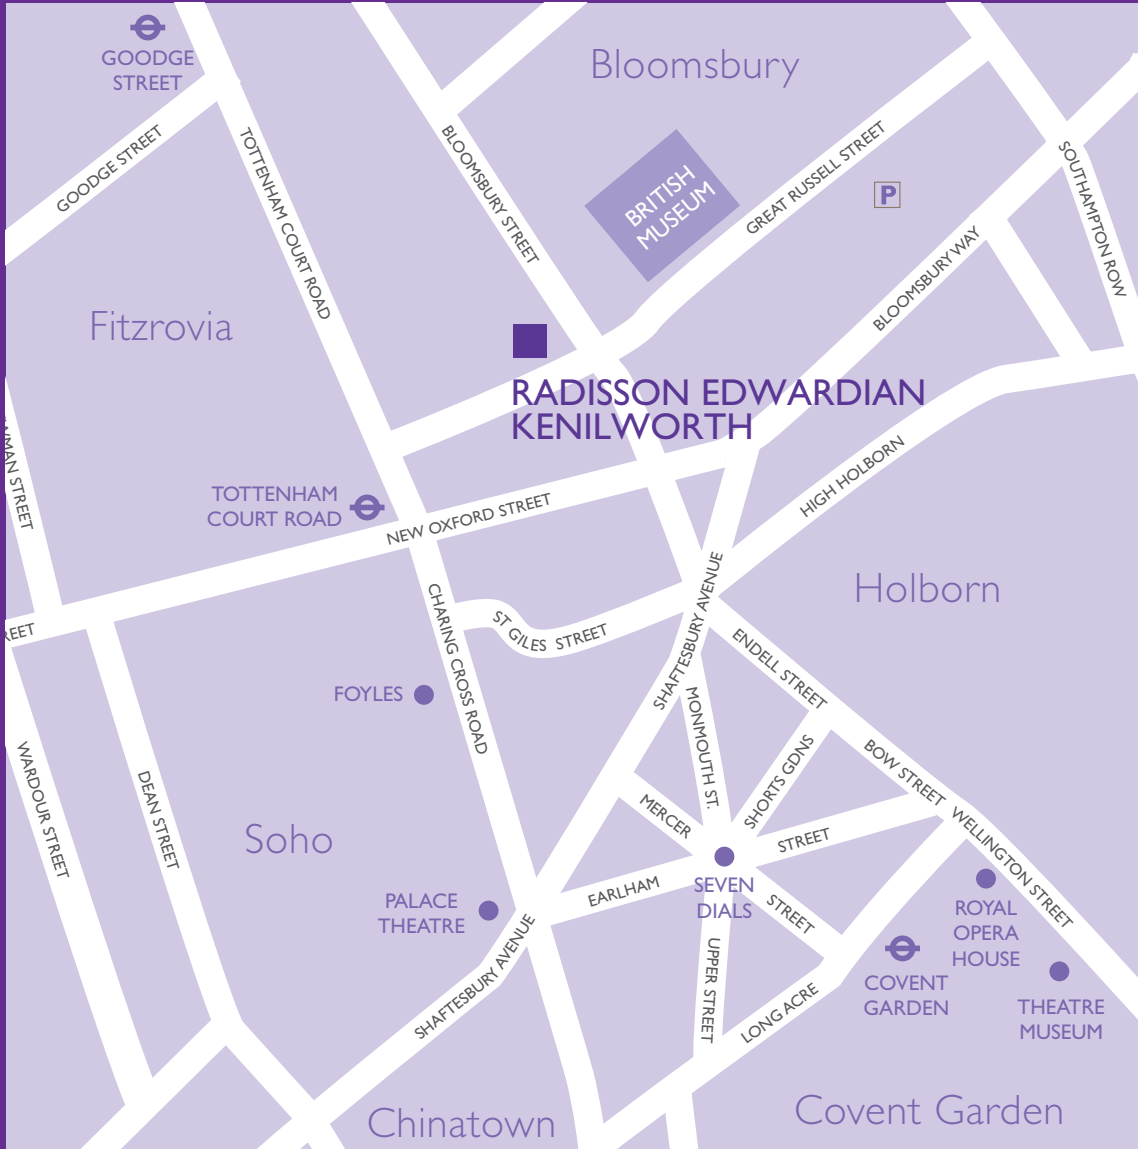 GOODGE
STREET
Bloomsbury
GOODGE STREET
TOTTENHAM COURT ROAD
BLOOMSBURY STREET
BRITISH
MUSEUM
GREAT RUSSELL STREET
P
SOUTHAMPTON ROW
BLOOMSBURY WAY
Fitzrovia
RADISSON EDWARDIAN
KENILWORTH
STREET
TOTTENHAM
COURT ROAD
NEW OXFORD STREET
HIGH HOLBORN
Holborn
CHARING CROSS ROAD
ST GILES STREET
SHAFTESBURY AVENUE
ENDELL STREET
FOYLES
MONMOUTH ST.
WARDOUR STREET
DEAN STREET
SHORTS GDNS
BOW STREET
MERCER
STREET
WELLINGTON STREET
Soho
EARLHAM
STREET
SEVEN
DIALS
PALACE
THEATRE
ROYAL
OPERA
HOUSE
SHAFTESBURY AVENUE
UPPER STREET
COVENT
GARDEN
LONG ACRE
THEATRE
MUSEUM
Chinatown
Covent Garden